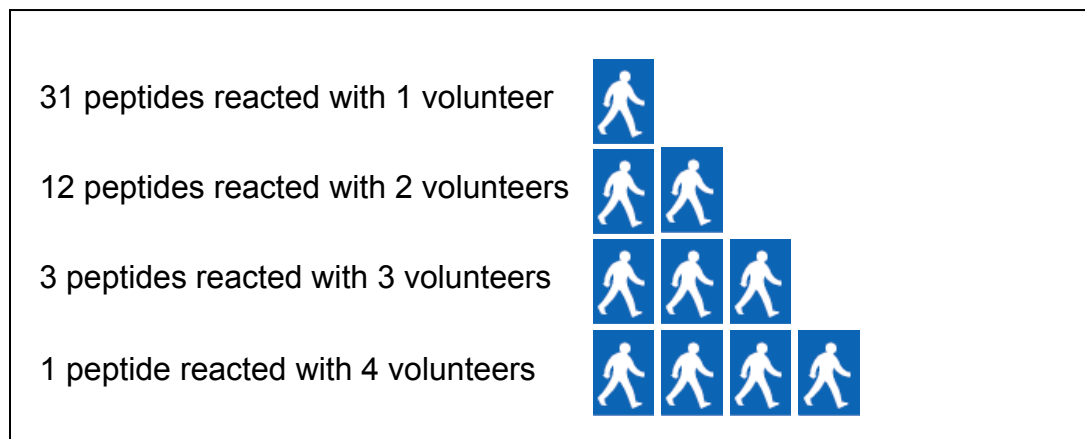 31 peptides reacted with 1 volunteer
12 peptides reacted with 2 volunteers
3 peptides reacted with 3 volunteers
1 peptide reacted with 4 volunteers